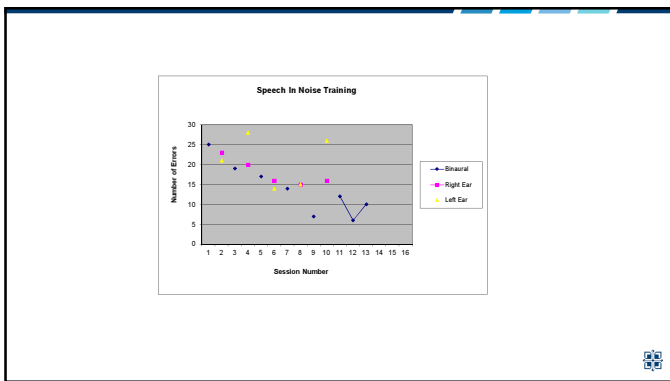 Speech In Noise Training
30
25
20
15
10
5
0
Number of Errors
1 2 3 4 5 6 7 8 9 10 11 12 13 14 15 16
Session Number
Binaural
Right Ear
Left Ear